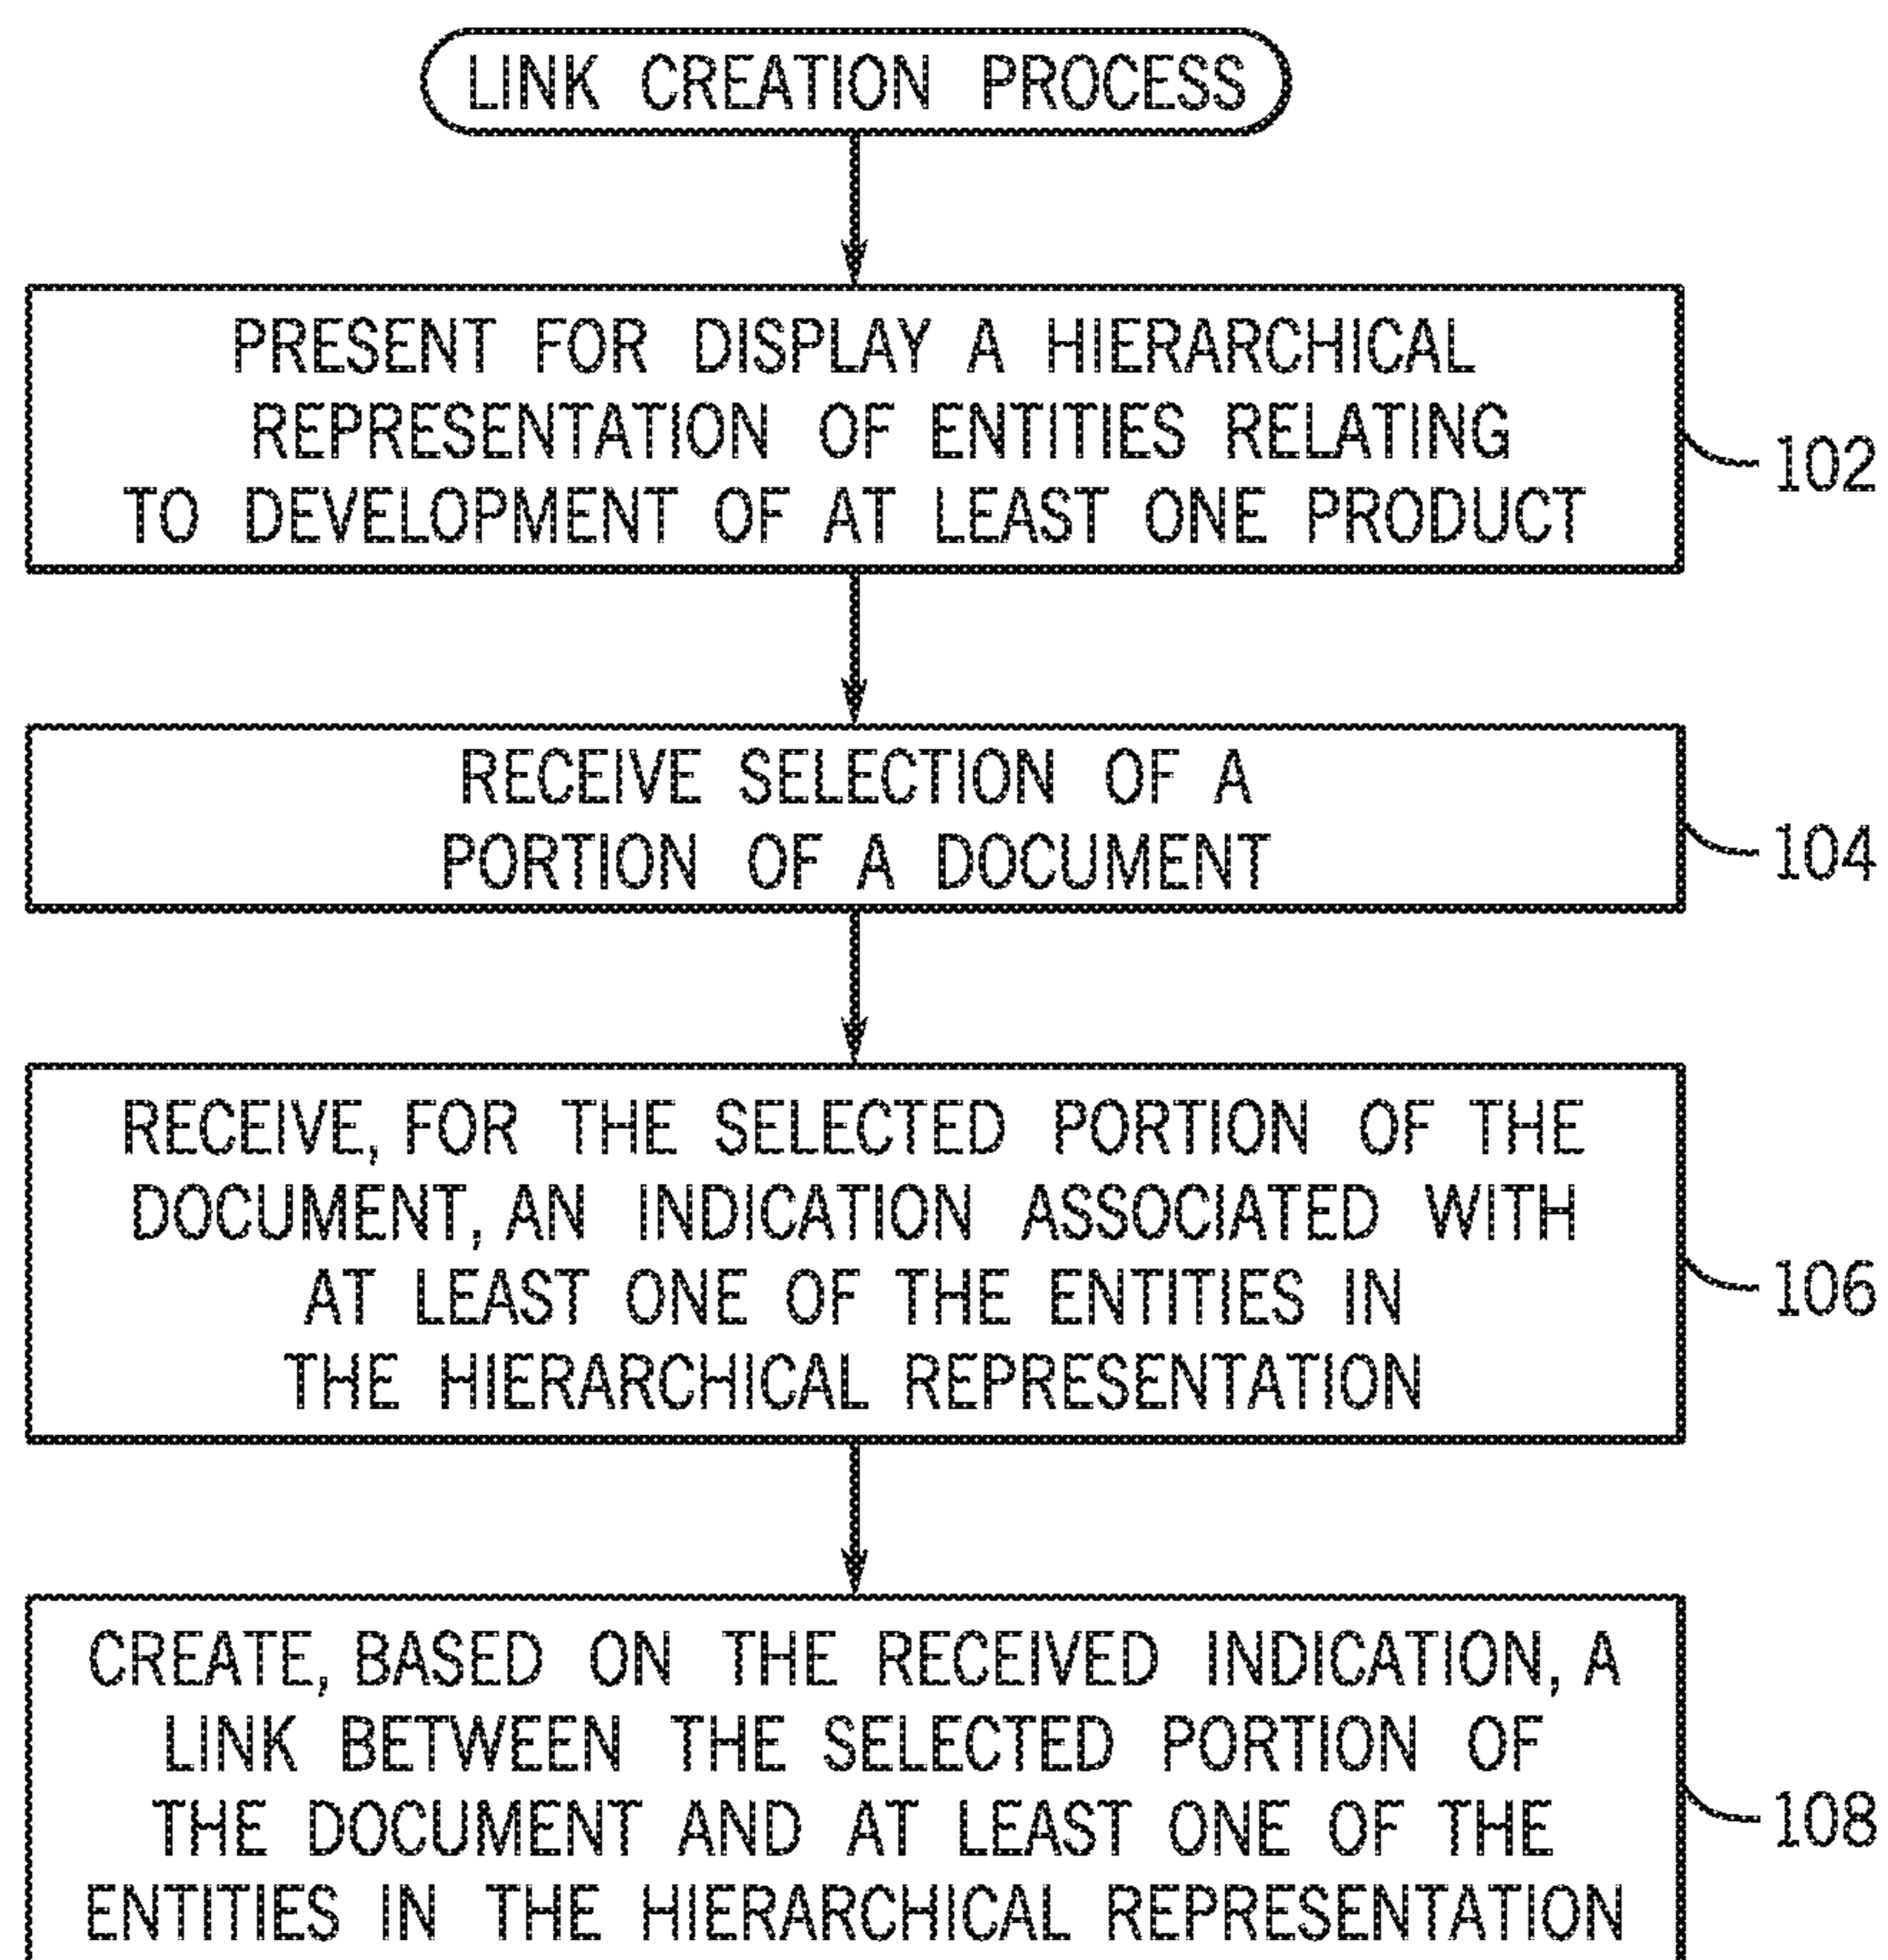 LINK CREATION PROCESS
PRESENT FOR DISPLAY A HIERARCHICAL
REPRESENTATION OF ENTITIES RELATING
TO DEVELOPMENT OF AT LEAST ONE PRODUCT
102
RECEIVE SELECTION OF A
PORTION OF A DOCUMENT
104
RECEIVE, FOR THE SELECTED PORTION OF THE
DOCUMENT, AN INDICATION ASSOCIATED WITH
AT LEAST ONE OF THE ENTITIES IN
THE HIERARCHICAL REPRESENTATION
106
CREATE, BASED ON THE RECEIVED INDICATION, A
LINK BETWEEN THE SELECTED PORTION OF
THE DOCUMENT AND AT LEAST ONE OF THE
ENTITIES IN THE HIERARCHICAL REPRESENTATION
108